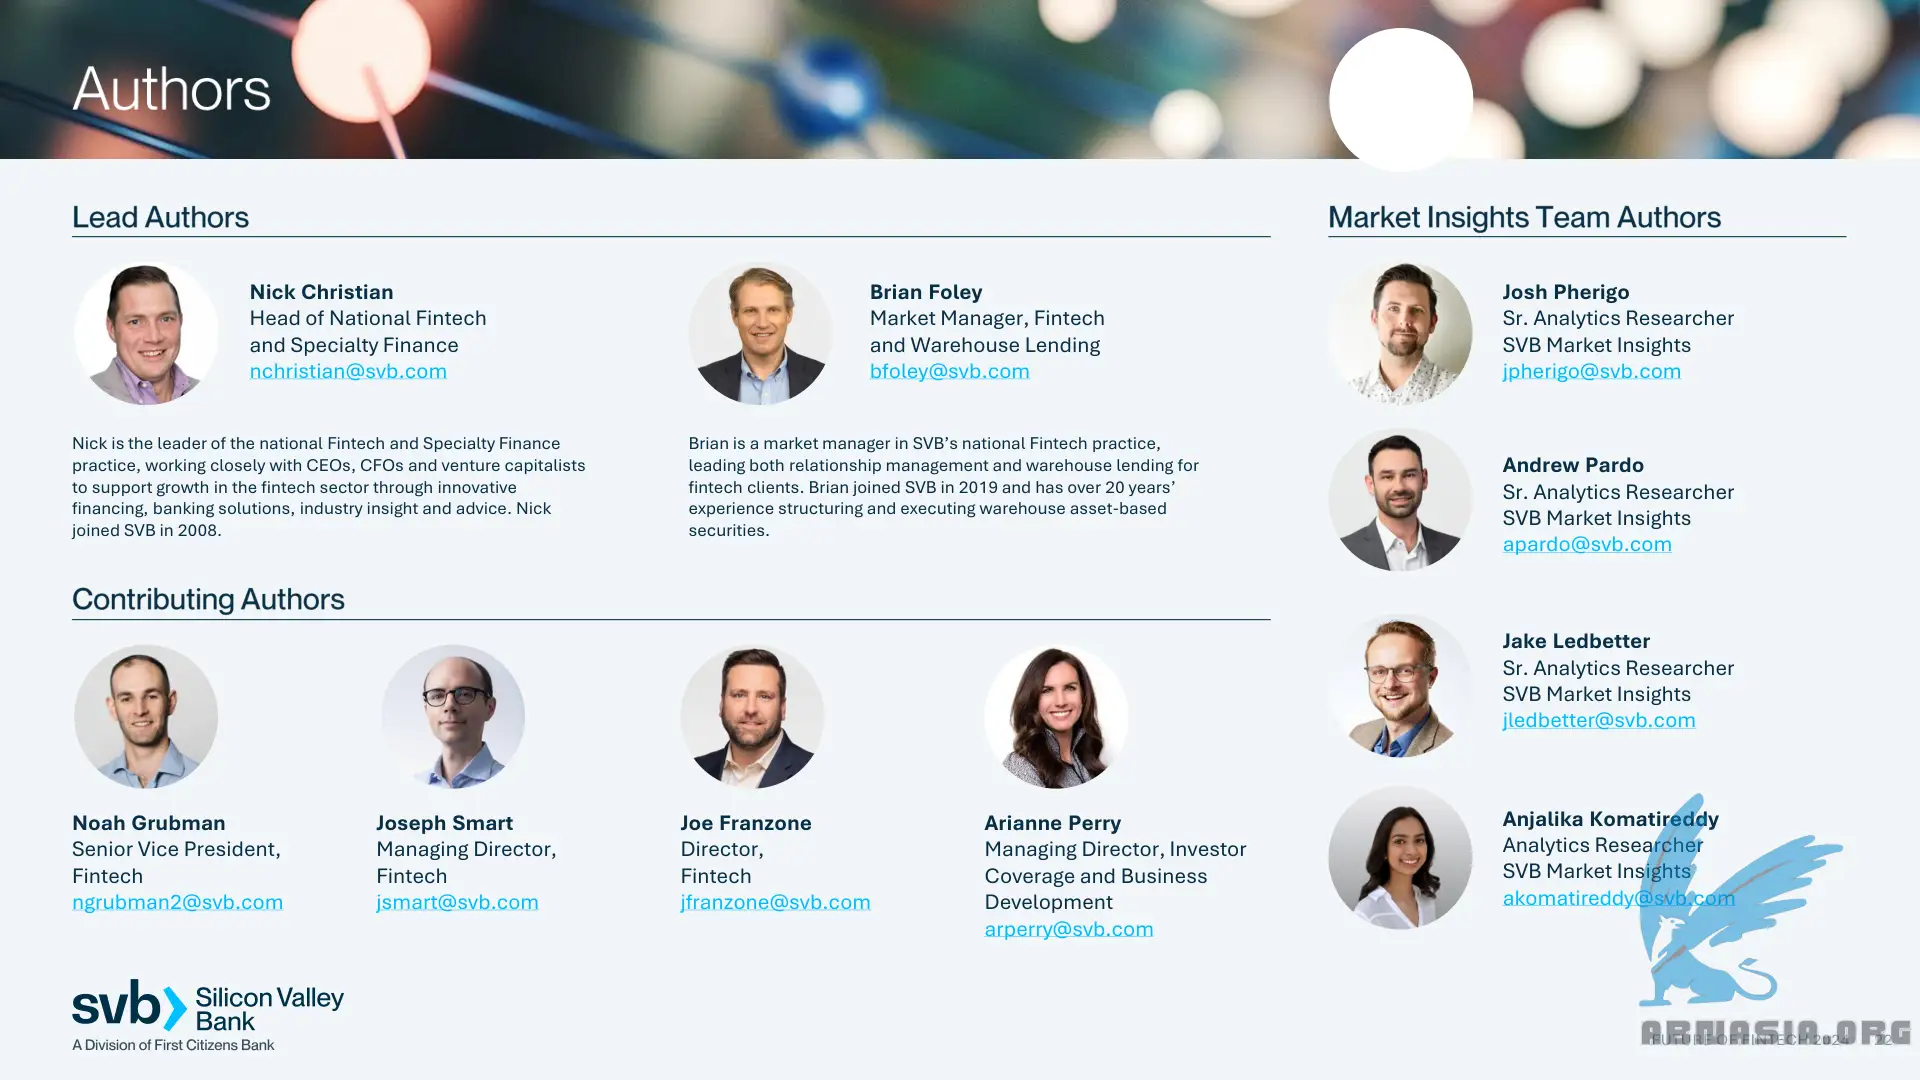 Authors
Lead Authors
Nick Christian
Head of National Fintech
and Specialty Finance
nchristian@svb.com
Nick is the leader of the national Fintech and Specialty Finance
practice, working closely with CEOs, CFOs and venture capitalists
to support growth in the fintech sector through innovative
financing, banking solutions, industry insight and advice. Nick
joined SVB in 2008.
Brian Foley
Market Manager, Fintech
and Warehouse Lending
bfoley@svb.com
Brian is a market manager in SVB’s national Fintech practice,
leading both relationship management and warehouse lending for
fintech clients. Brian joined SVB in 2019 and has over 20 years’
experience structuring and executing warehouse asset-based
securities.
Contributing Authors
Noah Grubman
Senior Vice President,
Fintech
ngrubman2@svb.com
Joseph Smart
Managing Director,
Fintech
jsmart@svb.com
Joe Franzone
Director,
Fintech
jfranzone@svb.com
Arianne Perry
Managing Director, Investor
Coverage and Business
Development
arperry@svb.com
Market Insights Team Authors
Josh Pherigo
Sr. Analytics Researcher
SVB Market Insights
jpherigo@svb.com
Andrew Pardo
Sr. Analytics Researcher
SVB Market Insights
apardo@svb.com
Jake Ledbetter
Sr. Analytics Researcher
SVB Market Insights
jledbetter@svb.com
Anjalika Komatireddy
Analytics Researcher
SVB Market Insights
akomatireddy@svb.com
svb Silicon Valley
Bank
A Division of First Citizens Bank
ARMASIA.ORG
FUTURE OF FINTECH 2024 22